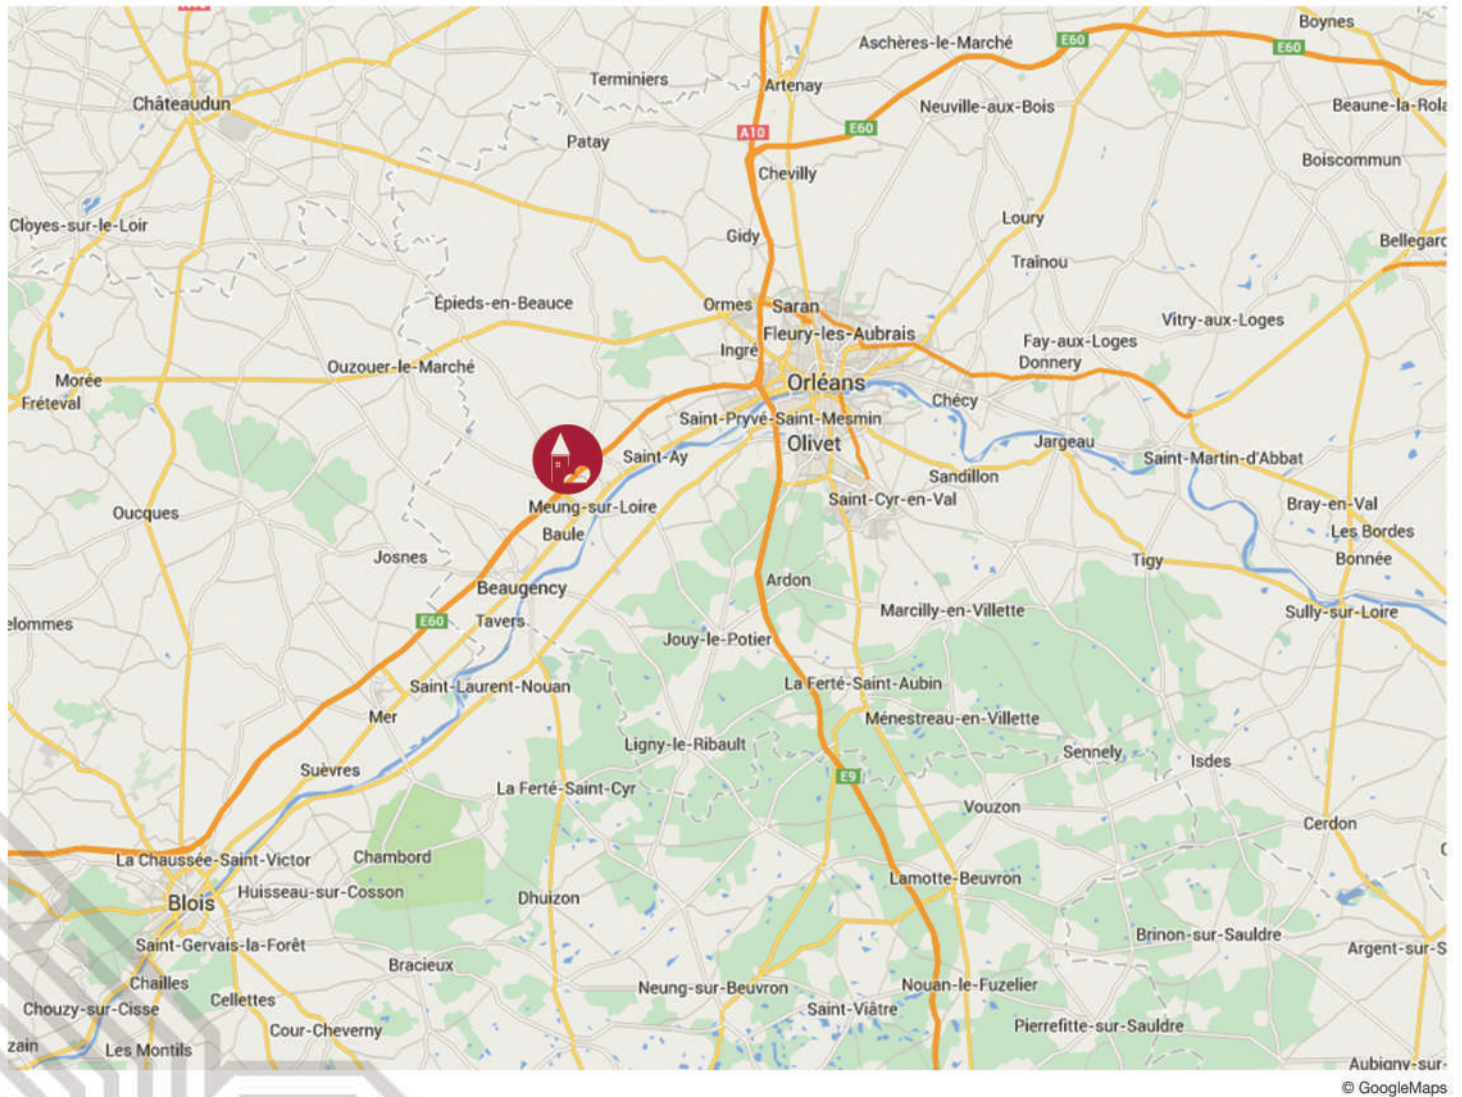 Boynes
Aschères-le-Marché
E60
E60
Terminiers
Artenay
Châteaudun
Neuville-aux-Bois
Beaune-la-Rola
A10
E60
Patay
Boiscommun
Chevilly
Cloyes-sur-le-Loir
Loury
Gidy
Bellegard
Traînou
Épieds-en-Beauce
Ormes
Saran
Vitry-aux-Loges
Fleury-les-Aubrais
Fay-aux-Loges
Ingré
Donnery
Ouzouer-le-Marché
Morée
Orléans
Fréteval
Chécy
Saint-Pryvé-Saint-Mesmin
Olivet
Jargeau
Saint-Ay
Saint-Martin-d'Abbat
Sandillon
Saint-Cyr-en-Val
Meung-sur-Loire
Bray-en-Val
Oucques
Baule
Les Bordes
Josnes
Bonnée
Tigy
Beaugency
Ardon
Marcilly-en-Villette
Sully-sur-Loire
E60
Tavers
elommes
Jouy-le-Potier
Saint-Laurent-Nouan
La Ferté-Saint-Aubin
Mer
Ménestreau-en-Villette
Ligny-le-Ribault
Sennely
Isdes
Suèvres
E9
La Ferté-Saint-Cyr
Vouzon
Cerdon
La Chaussée-Saint-Victor
Chambord
Lamotte-Beuvron
Huisseau-sur-Cosson
Dhuizon
Blois
Brinon-sur-Sauldre
Saint-Gervais-la-Forêt
Argent-sur-S
Bracieux
Chailles
Neung-sur-Beuvron
Nouan-le-Fuzelier
Cellettes
Chouzy-sur-Cisse
Saint-Viâtre
Cour-Cheverny
Pierrefitte-sur-Sauldre
zain
Les Montils
Aubigny-sur-
© GoogleMaps